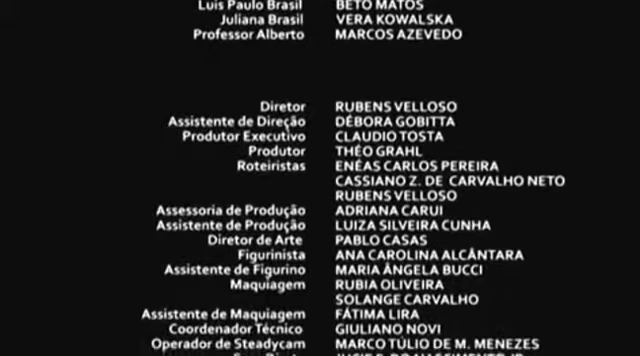 Luis Paulo Brasil BETO MATOS
Juliana Brasil VERA KOWALSKA
Professor Alberto MARCOS AZEVEDO
Diretor RUBENS VELLOSO
Assistente de Direção DÉBORA GOBITTA
Produtor Executivo CLAUDIO TOSTA
Produtor THÉO GRAHL
Roteiristas ENÉAS CARLOS PEREIRA
CASSIANO Z. DE CARVALHO NETO
RUBENS VELLOSO
Assessoria de Produção ADRIANA CARUI
Assistente de Produção LUIZA SILVEIRA CUNHA
Diretor de Arte PABLO CASAS
Figurinista ANA CAROLINA ALCÂNTARA
Assistente de Figurino MARIA ÂNGELA BUCCI
Maquiagem RUBIA OLIVEIRA
SOLANGE CARVALHO
Assistente de Maquiagem FÁTIMA LIRA
Coordenador Técnico GIULIANO NOVI
Operador de Steadycam MARCO TÚLIO DE M. MENEZES